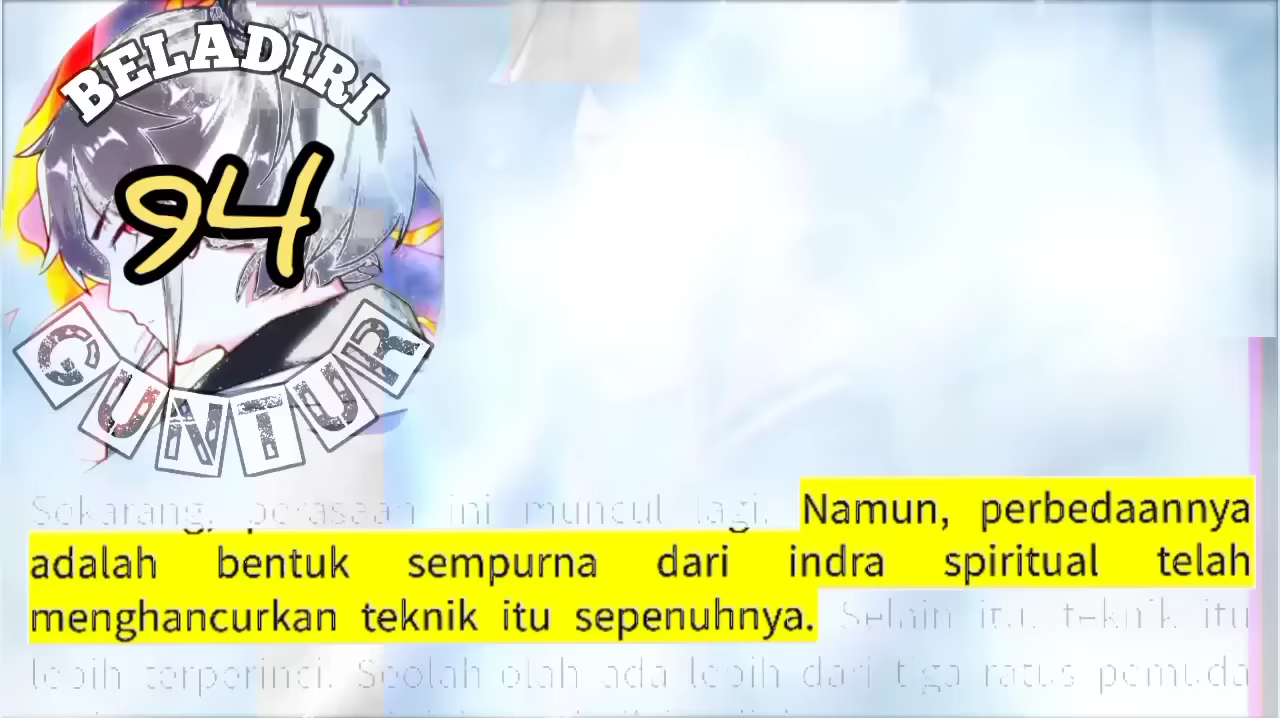 BELADIRI
94
GUNTUR
Sekarang, perasaan ini muncul lagi. Namun, perbedaannya
adalah bentuk sempurna dari indra spiritual telah
menghancurkan teknik itu sepenuhnya. Selain itu, teknik itu
lebih terperinci. Seolah olah ada lebih dari tiga ratus pemuda